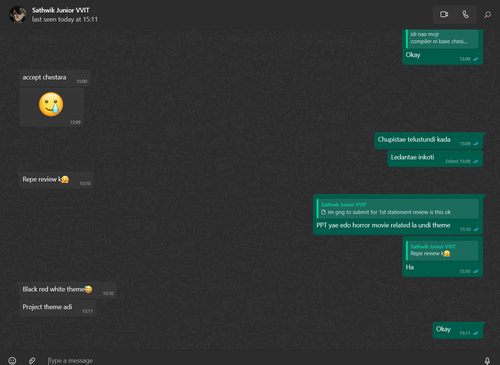 Sathwik Junior VVIT
last seen today at 15:11
idi naa mojr
compiler ni base chesi...
Okay
15:09
accept chestara
15:09
15:09
Chupistae telustundi kada
15:09
Ledantae inkoti
Edited 15:09
Repe review k🤣
15:10
Sathwik Junior VVIT
im gng to submit for 1st statement review is this ok
PPT yae edo horror movie related la undi theme
15:10
Sathwik Junior VVIT
Repe review k🤣
Ha
15:10
Black red white theme😅
15:10
Project theme adi
15:11
Okay
15:11
Type a message